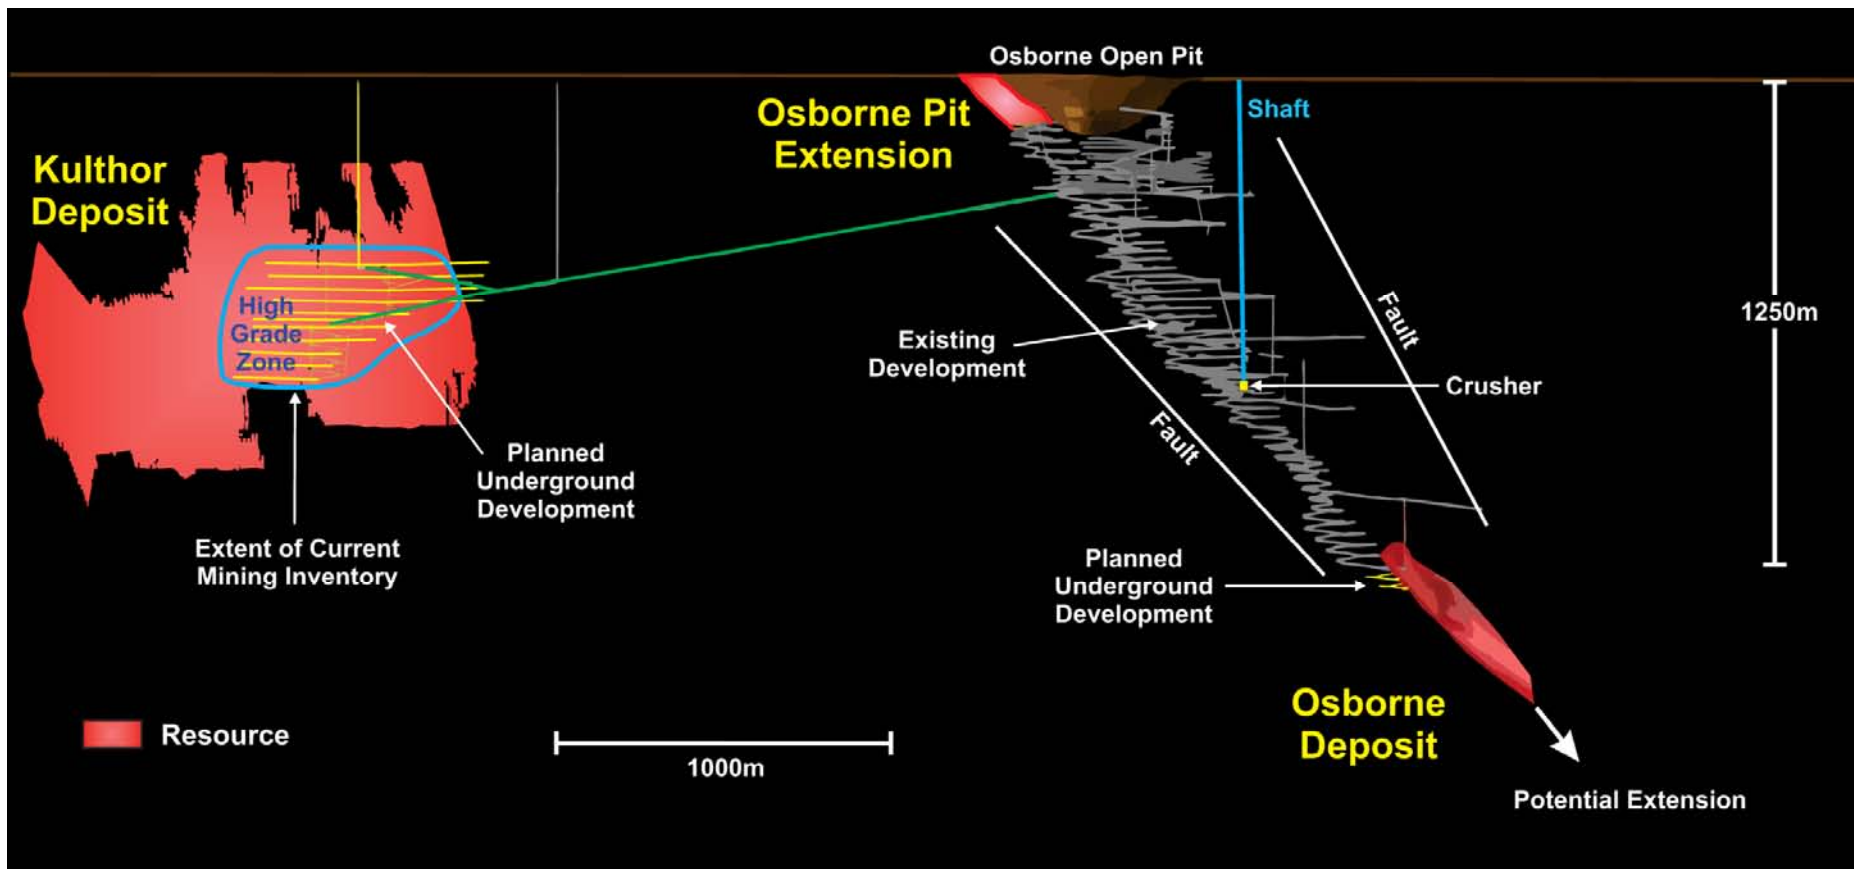 Osborne Open Pit
Osborne Pit
Extension
Shaft
Kulthor
Deposit
High
Grade
Zone
Fault
1250m
Existing
Development
Crusher
Fault
Planned
Underground
Development
Extent of Current
Mining Inventory
Planned
Underground
Development
Osborne
Deposit
Resource
1000m
Potential Extension